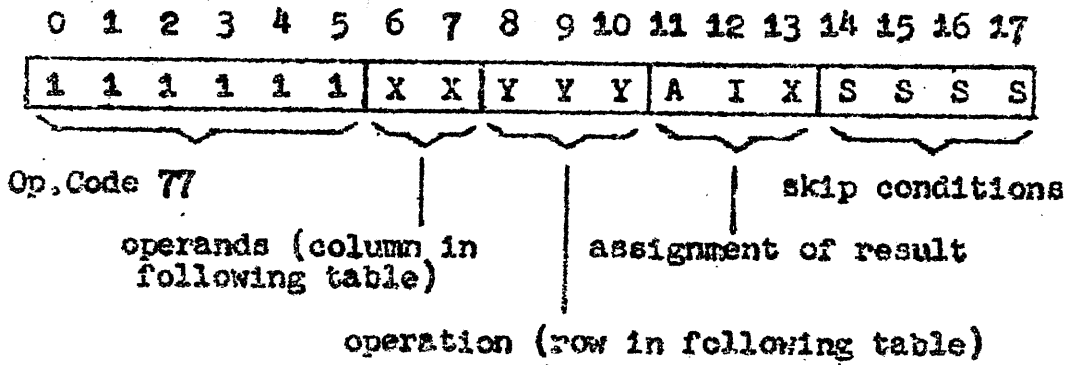 0 1 2 3 4 5 6 7 8 9 10 11 12 13 14 15 16 17
1 1 1 1 1 1 X X Y Y Y A I X S S S S
Op.Code 77
skip conditions
operands (column in
following table)
assignment of result
operation (row in following table)